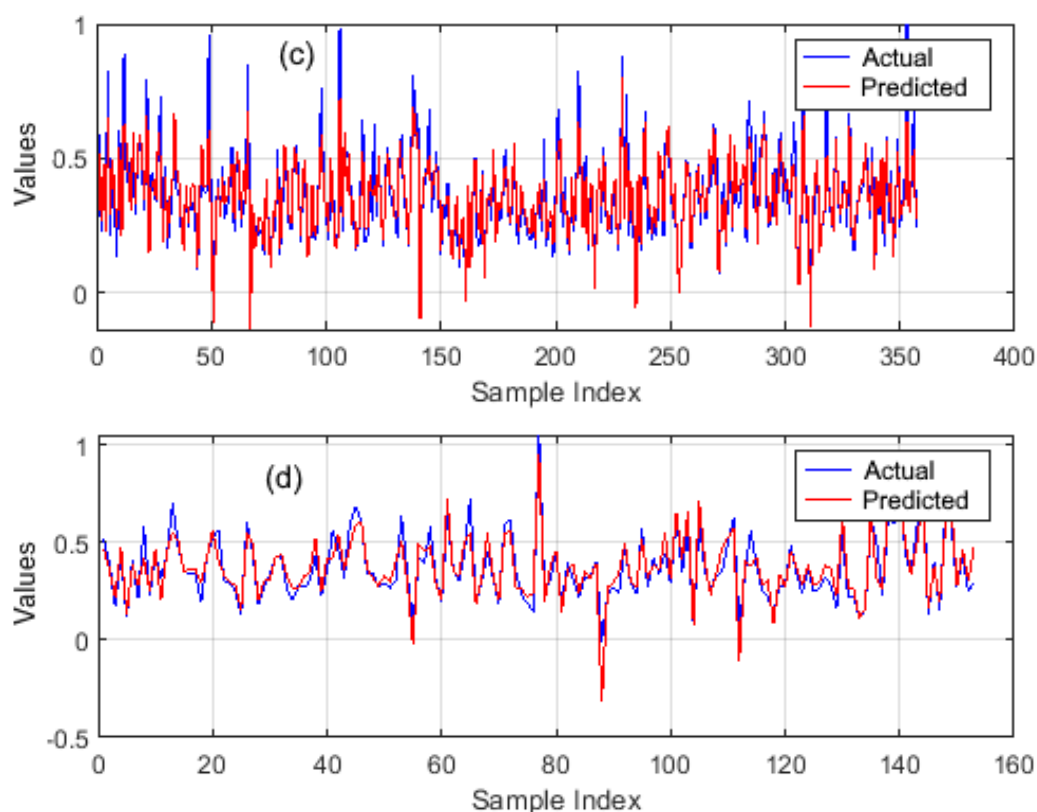 (c)
Actual
Predicted
Values
1
0.5
0
0 50 100 150 200 250 300 350 400
Sample Index
(d)
Actual
Predicted
Values
1
0.5
0
-0.5
0 20 40 60 80 100 120 140 160
Sample Index